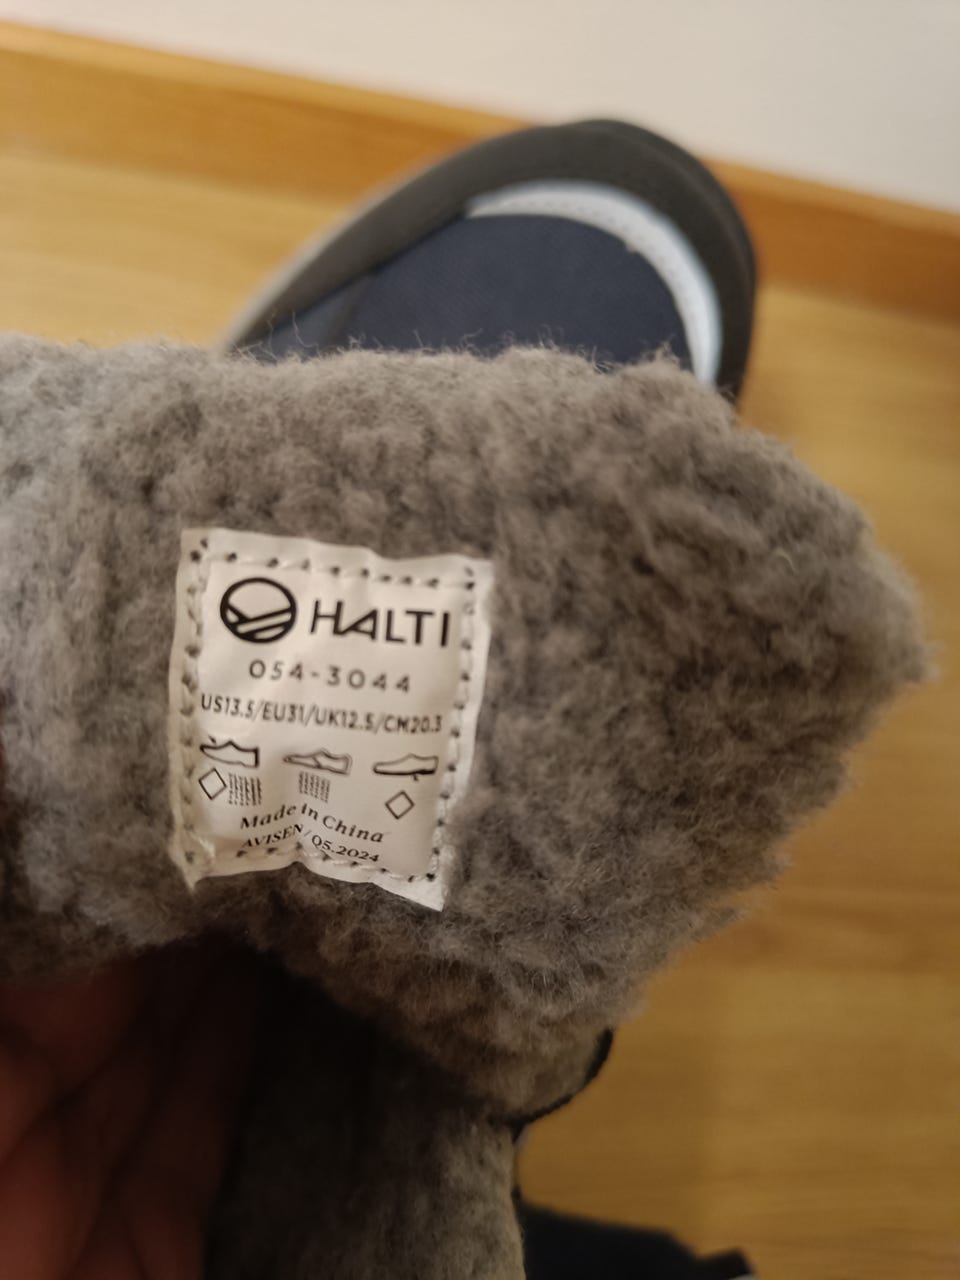 HALTI
054-3044
US13.5/EU31/UK12.5/CM20.3
Made in China
AVISEN/05.2024